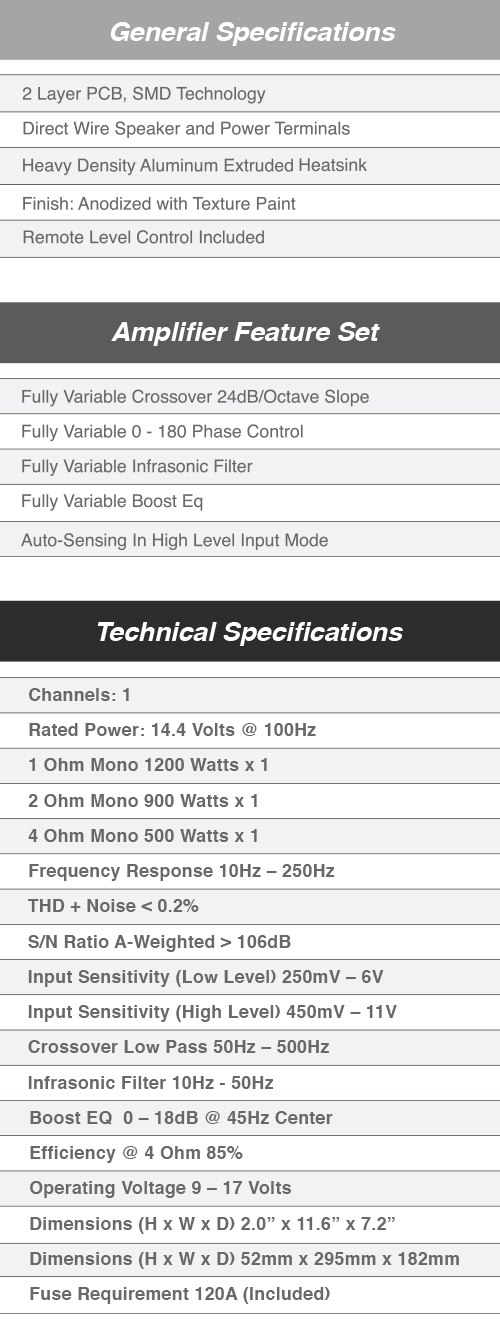 General Specifications
2 Layer PCB, SMD Technology
Direct Wire Speaker and Power Terminals
Heavy Density Aluminum Extruded Heatsink
Finish: Anodized with Texture Paint
Remote Level Control Included
Amplifier Feature Set
Fully Variable Crossover 24dB/Octave Slope
Fully Variable 0 - 180 Phase Control
Fully Variable Infrasonic Filter
Fully Variable Boost Eq
Auto-Sensing In High Level Input Mode
Technical Specifications
Channels: 1
Rated Power: 14.4 Volts @ 100Hz
1 Ohm Mono 1200 Watts x 1
2 Ohm Mono 900 Watts x 1
4 Ohm Mono 500 Watts x 1
Frequency Response 10Hz – 250Hz
THD + Noise < 0.2%
S/N Ratio A-Weighted > 106dB
Input Sensitivity (Low Level) 250mV – 6V
Input Sensitivity (High Level) 450mV – 11V
Crossover Low Pass 50Hz – 500Hz
Infrasonic Filter 10Hz - 50Hz
Boost EQ  0 – 18dB @ 45Hz Center
Efficiency @ 4 Ohm 85%
Operating Voltage 9 – 17 Volts
Dimensions (H x W x D) 2.0” x 11.6” x 7.2”
Dimensions (H x W x D) 52mm x 295mm x 182mm
Fuse Requirement 120A (Included)